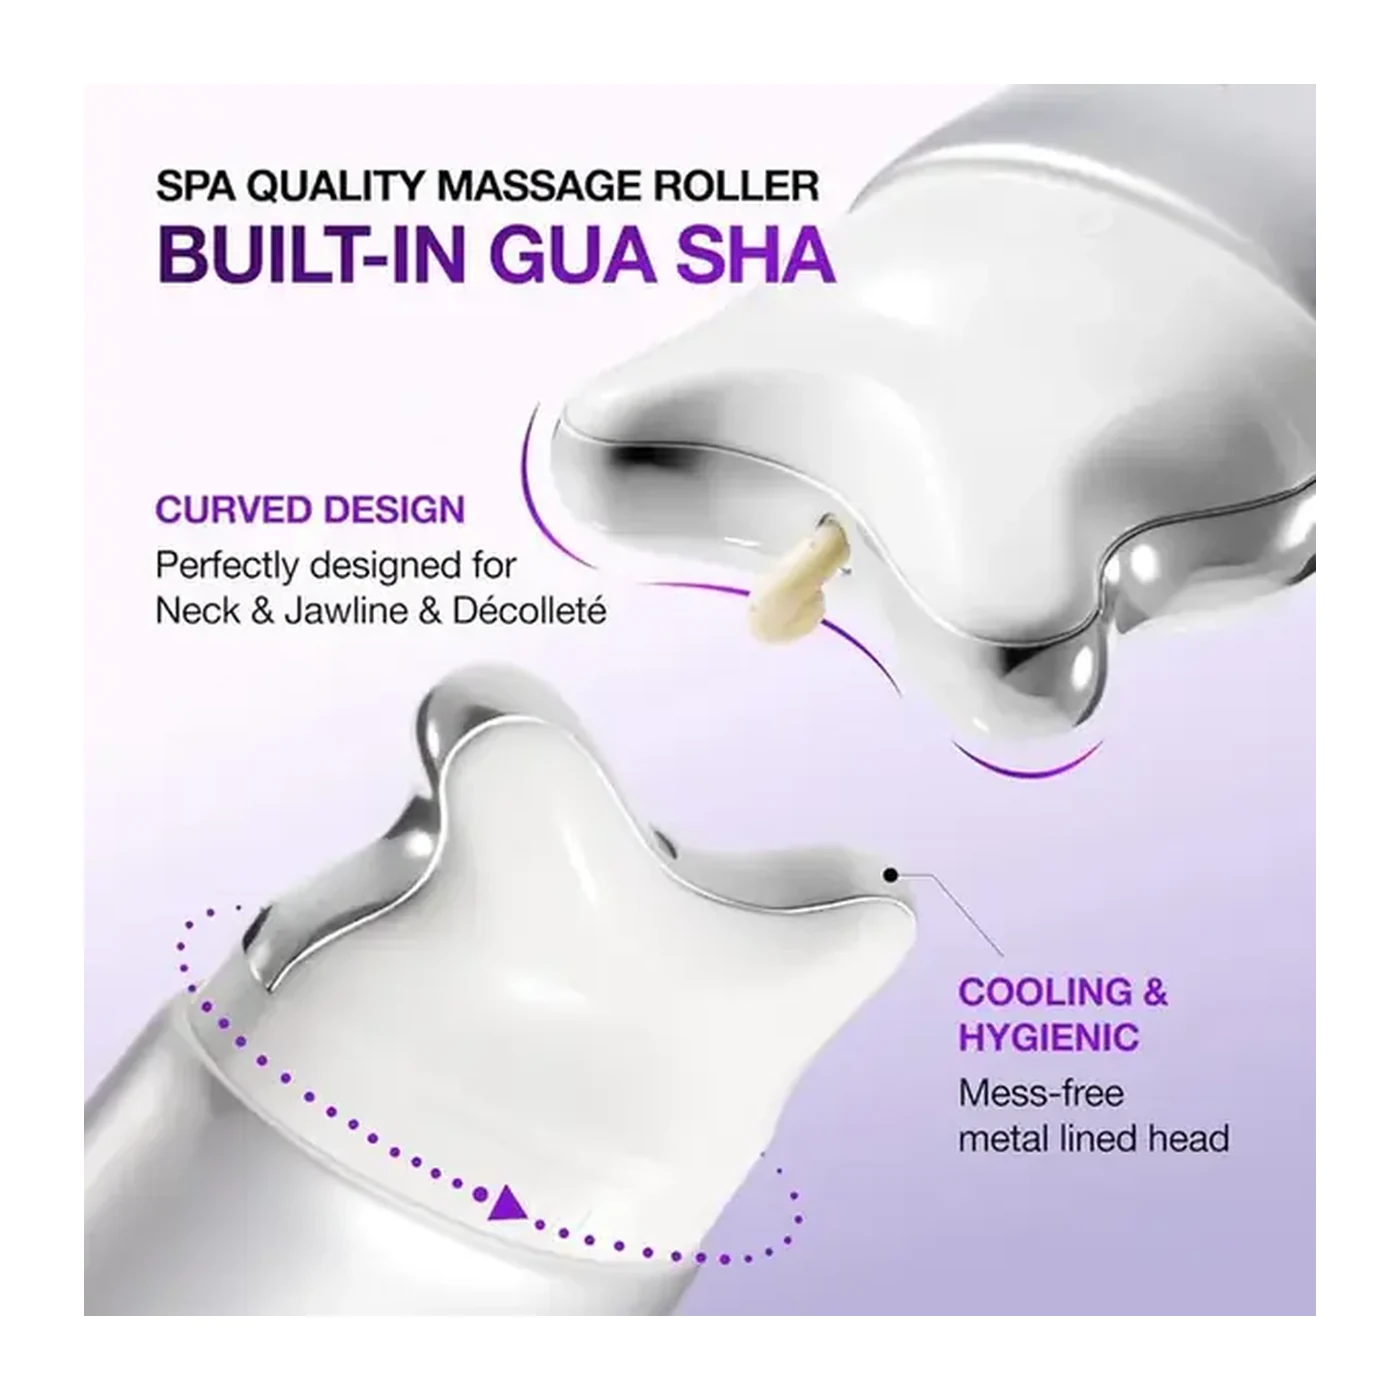 SPA QUALITY MASSAGE ROLLER
BUILT-IN GUA SHA
CURVED DESIGN
Perfectly designed for
Neck & Jawline & Décolleté
COOLING &
HYGIENIC
Mess-free
metal lined head